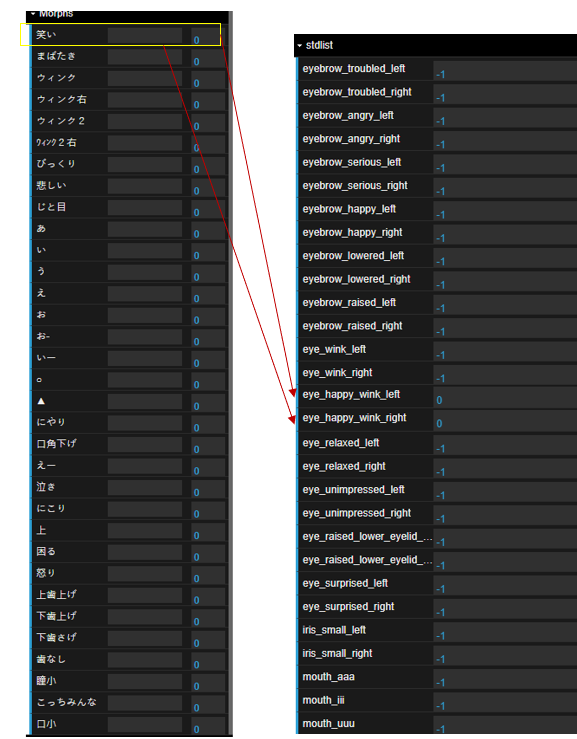 Morphs
笑い 0
まばたき 0
ウィンク 0
ウィンク右 0
ウィンク２ 0
ｳｨﾝｸ２右 0
びっくり 0
悲しい 0
じと目 0
あ 0
い 0
う 0
え 0
お 0
お- 0
いー 0
○ 0
▲ 0
にやり 0
口角下げ 0
えー 0
泣き 0
にこり 0
上 0
困る 0
怒り 0
上歯上げ 0
下歯上げ 0
下歯さげ 0
歯なし 0
瞳小 0
こっちみんな 0
口小 0
stdlist
eyebrow_troubled_left -1
eyebrow_troubled_right -1
eyebrow_angry_left -1
eyebrow_angry_right -1
eyebrow_serious_left -1
eyebrow_serious_right -1
eyebrow_happy_left -1
eyebrow_happy_right -1
eyebrow_lowered_left -1
eyebrow_lowered_right -1
eyebrow_raised_left -1
eyebrow_raised_right -1
eye_wink_left -1
eye_wink_right -1
eye_happy_wink_left 0
eye_happy_wink_right 0
eye_relaxed_left -1
eye_relaxed_right -1
eye_unimpressed_left -1
eye_unimpressed_right -1
eye_raised_lower_eyelid_... -1
eye_raised_lower_eyelid_... -1
eye_surprised_left -1
eye_surprised_right -1
iris_small_left -1
iris_small_right -1
mouth_aaa -1
mouth_iii -1
mouth_uuu -1